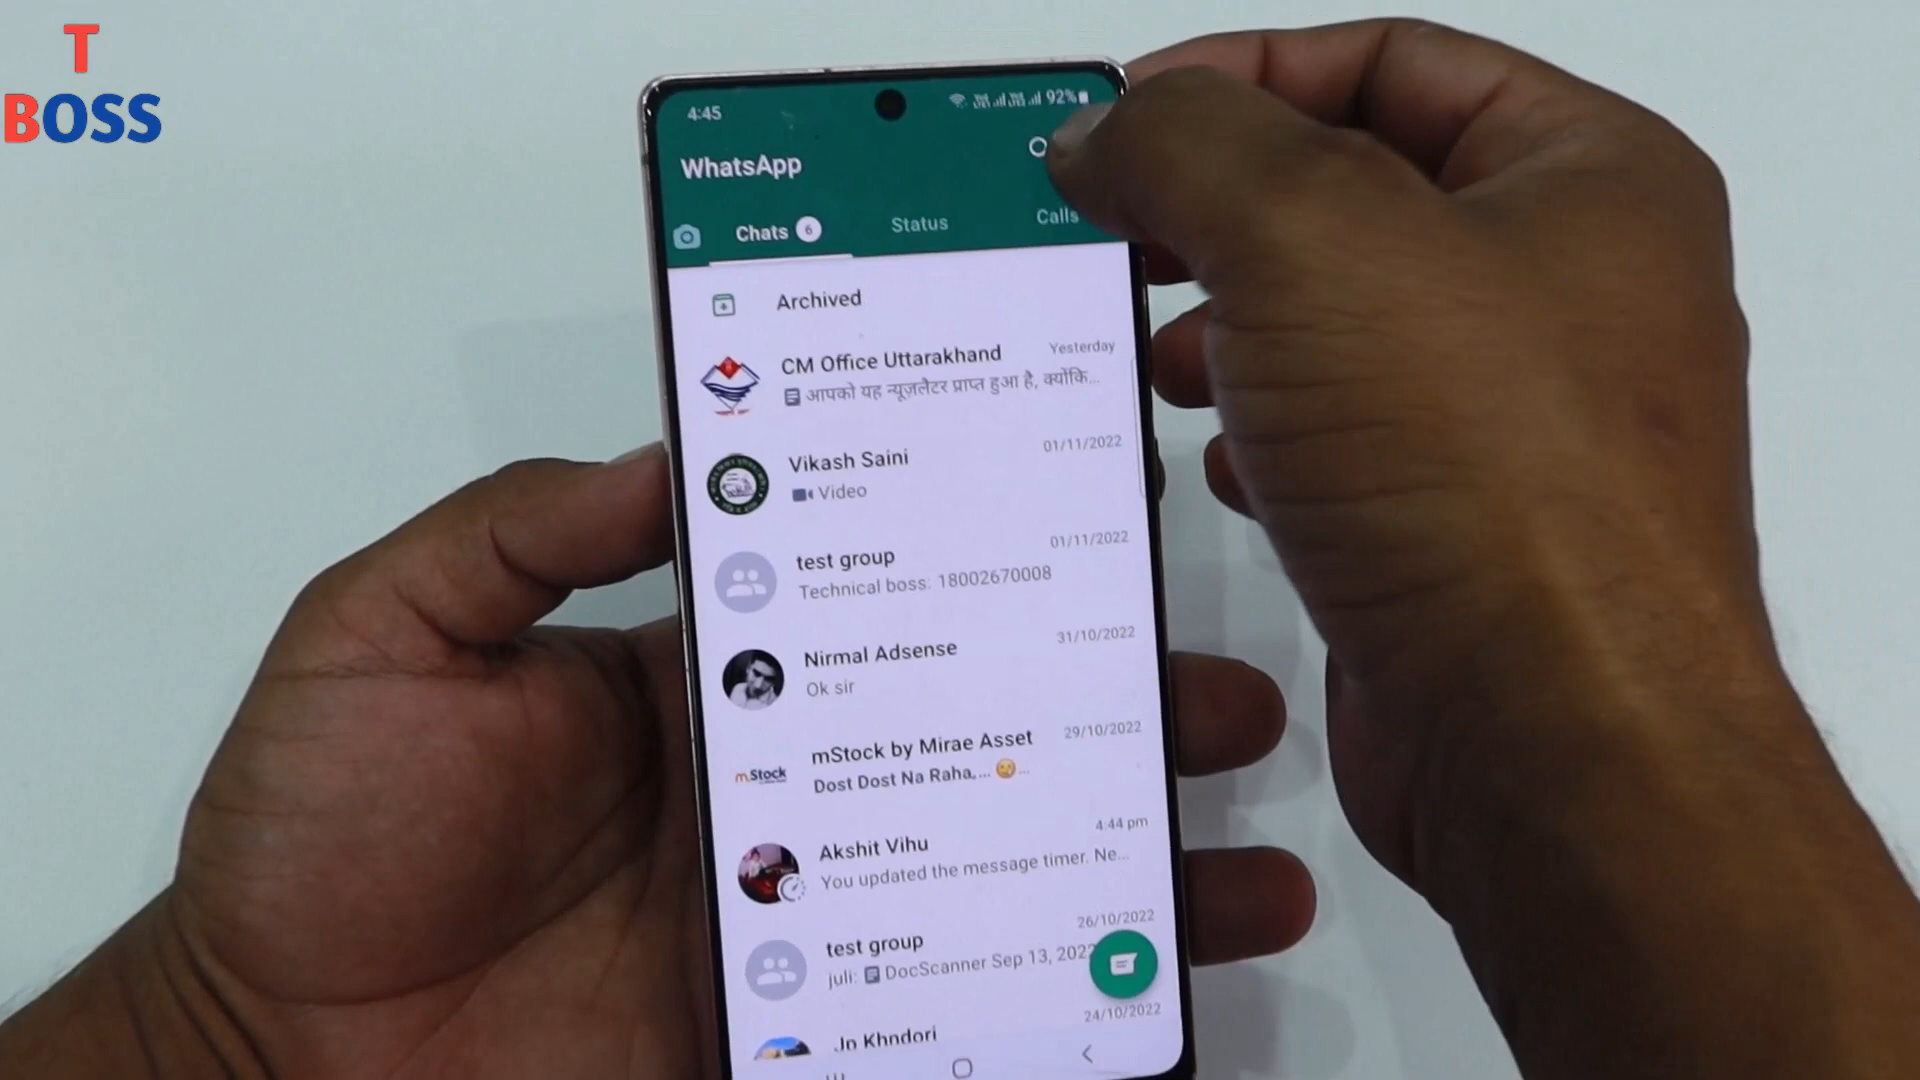 T
BOSS
4:45
92%
WhatsApp
Chats 6
Status
Calls
Archived
CM Office Uttarakhand
Yesterday
आपको यह न्यूज़लैटर प्राप्त हुआ है, क्योंकि...
Vikash Saini
01/11/2022
Video
test group
01/11/2022
Technical boss: 18002670008
Nirmal Adsense
31/10/2022
Ok sir
mStock
mStock by Mirae Asset
29/10/2022
Dost Dost Na Raha,... 😢...
Akshit Vihu
4:44 pm
You updated the message timer. Ne...
test group
26/10/2022
juli: DocScanner Sep 13, 2022
Jp Khndori
24/10/2022